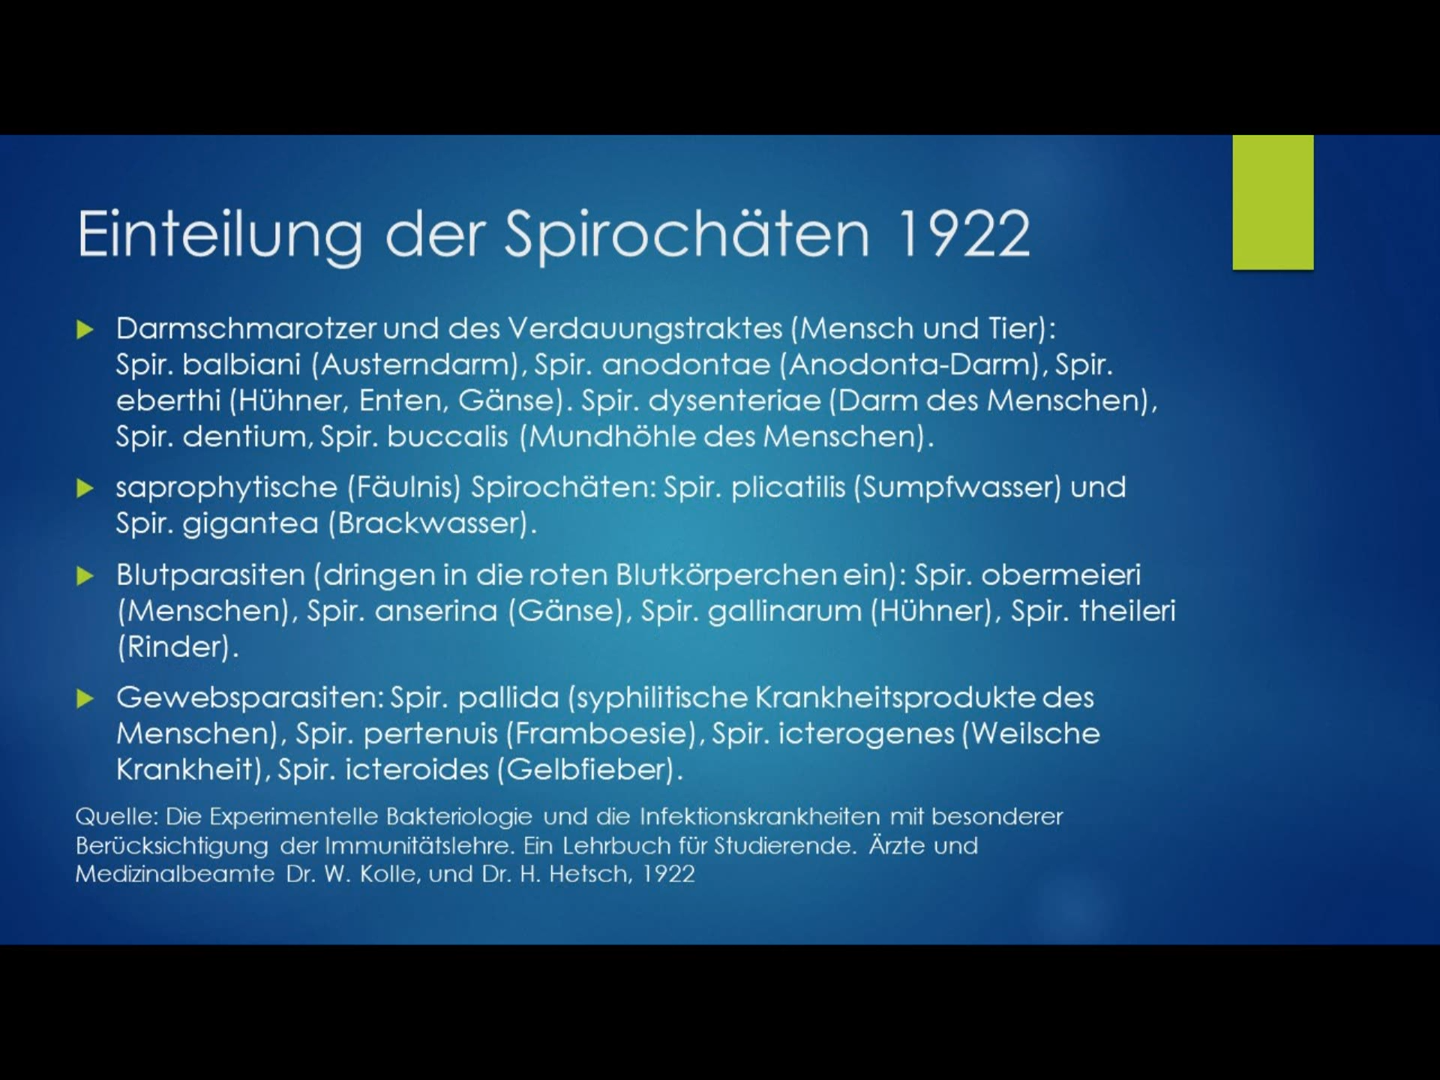 Einteilung der Spirochäten 1922
Darmschmarotzer und des Verdauungstraktes (Mensch und Tier):
Spir. balbiani (Austerndarm), Spir. anodontae (Anodonta-Darm), Spir.
eberthi (Hühner, Enten, Gänse). Spir. dysenteriae (Darm des Menschen),
Spir. dentium, Spir. buccalis (Mundhöhle des Menschen).
saprophytische (Fäulnis) Spirochäten: Spir. plicatilis (Sumpfwasser) und
Spir. gigantea (Brackwasser).
Blutparasiten (dringen in die roten Blutkörperchen ein): Spir. obermeieri
(Menschen), Spir. anserina (Gänse), Spir. gallinarum (Hühner), Spir. theileri
(Rinder).
Gewebsparasiten: Spir. pallida (syphilitische Krankheitsprodukte des
Menschen), Spir. pertenuis (Framboesie), Spir. icterogenes (Weilsche
Krankheit), Spir. icteroides (Gelbfieber).
Quelle: Die Experimentelle Bakteriologie und die Infektionskrankheiten mit besonderer
Berücksichtigung der Immunitätslehre. Ein Lehrbuch für Studierende. Ärzte und
Medizinalbeamte Dr. W. Kolle, und Dr. H. Hetsch, 1922